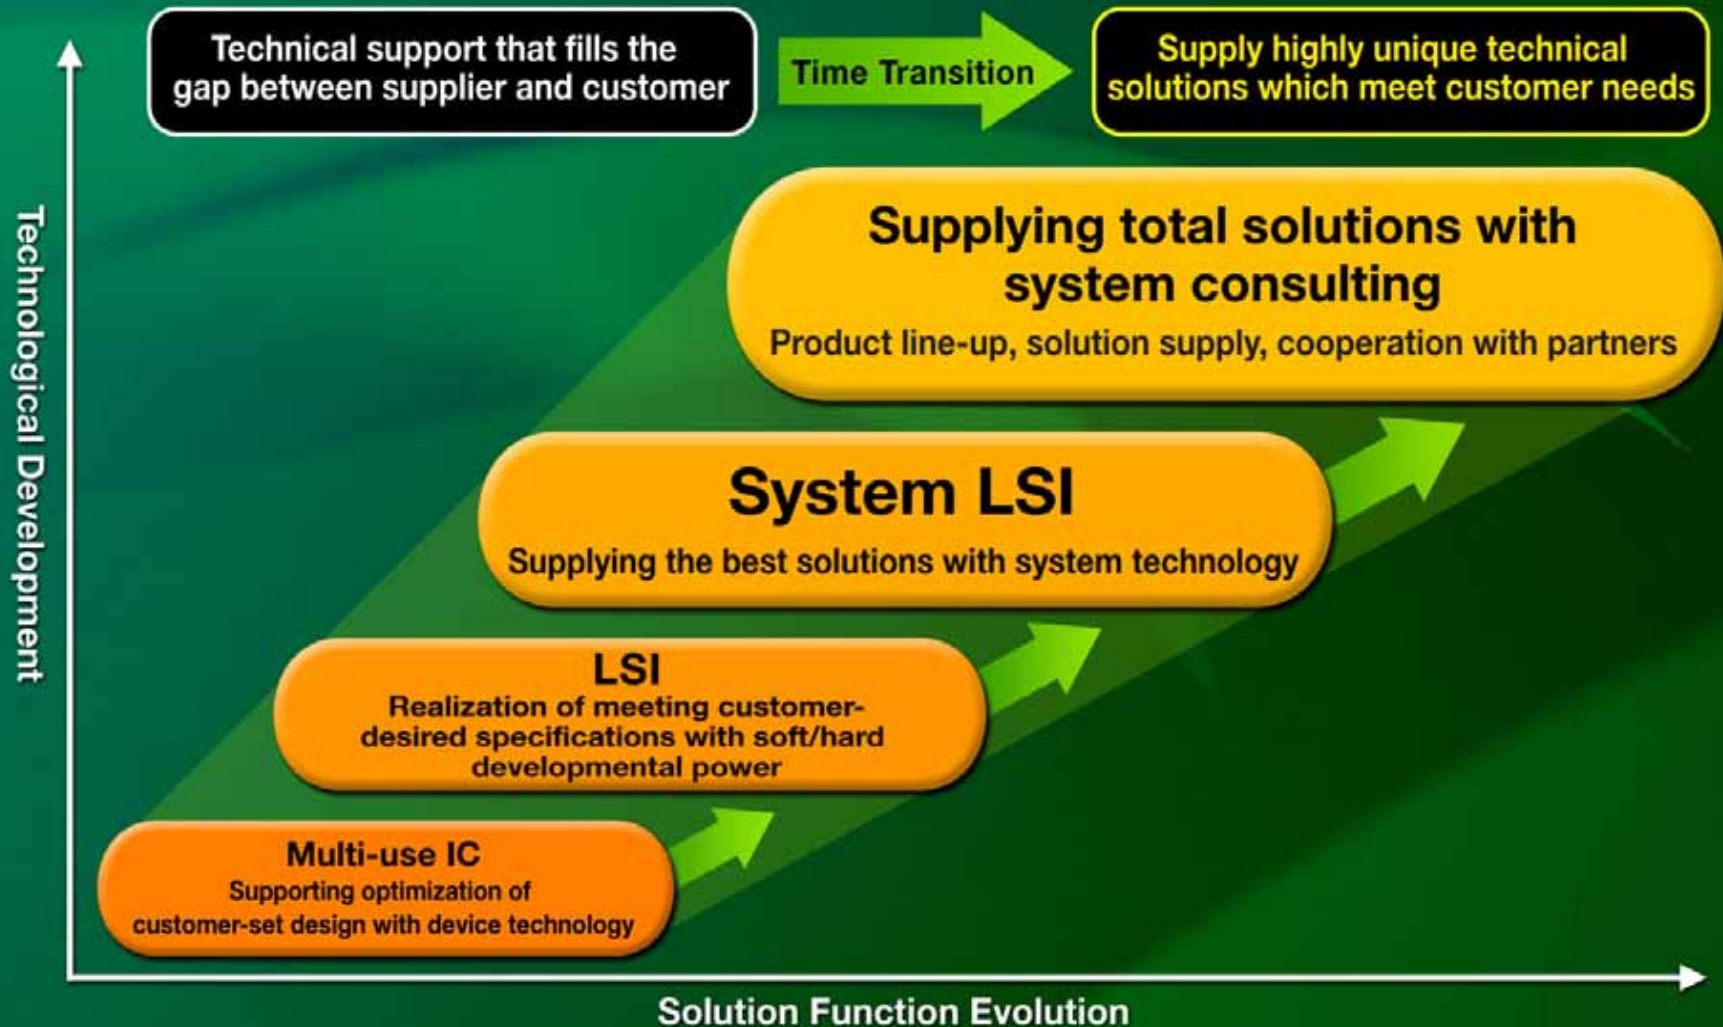 Technical support that fills the
gap between supplier and customer
Time Transition
Supply highly unique technical
solutions which meet customer needs
Technological Development
Supplying total solutions with
system consulting
Product line-up, solution supply, cooperation with partners
System LSI
Supplying the best solutions with system technology
LSI
Realization of meeting customer-
desired specifications with soft/hard
developmental power
Multi-use IC
Supporting optimization of
customer-set design with device technology
Solution Function Evolution